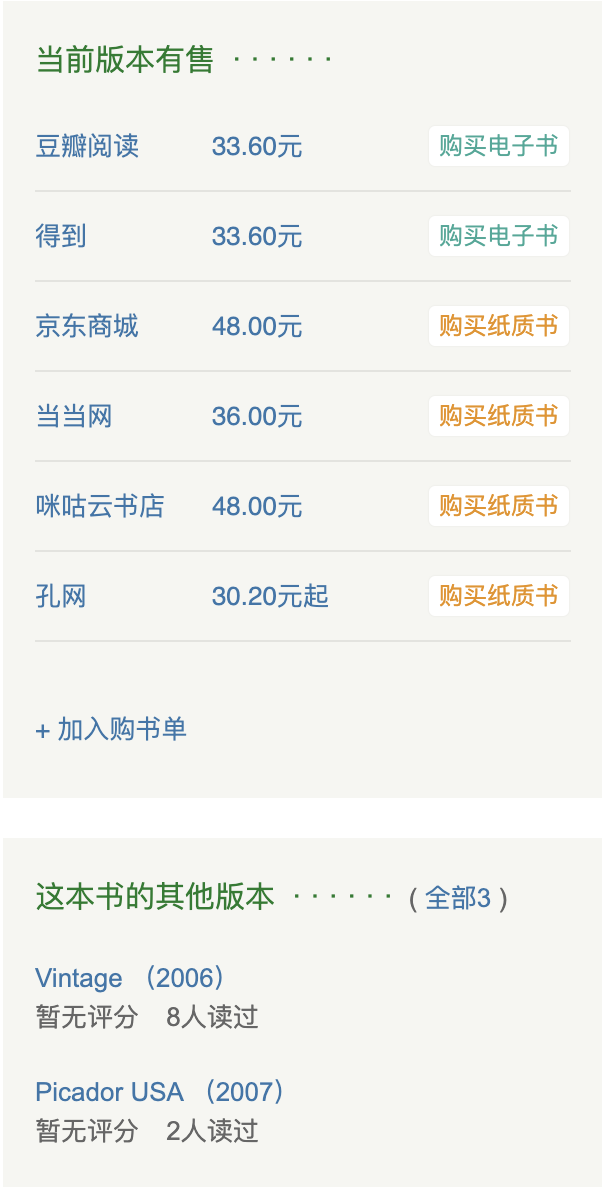 当前版本有售 · · · · · ·
豆瓣阅读 33.60元 购买电子书
得到 33.60元 购买电子书
京东商城 48.00元 购买纸质书
当当网 36.00元 购买纸质书
咪咕云书店 48.00元 购买纸质书
孔网 30.20元起 购买纸质书
+ 加入购书单
这本书的其他版本 · · · · · · ( 全部3 )
Vintage （2006）
暂无评分 8人读过
Picador USA （2007）
暂无评分 2人读过